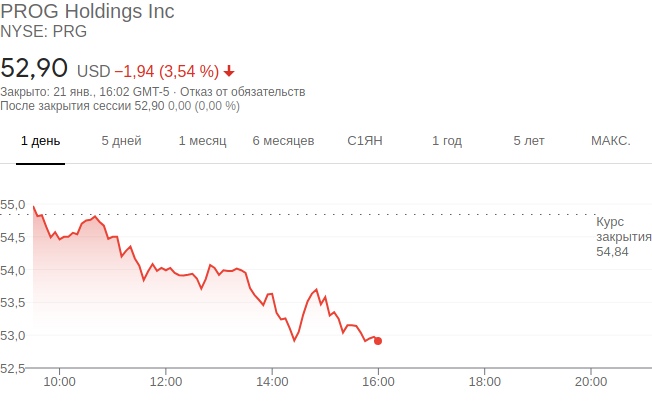 PROG Holdings Inc
NYSE: PRG
52,90 USD −1,94 (3,54 %)
Закрыто: 21 янв., 16:02 GMT-5 · Отказ от обязательств
После закрытия сессии 52,90 0,00 (0,00 %)
1 день 5 дней 1 месяц 6 месяцев С1ЯН 1 год 5 лет МАКС.
55,0
54,5
54,0
53,5
53,0
52,5
Курс
закрытия
54,84
10:00 12:00 14:00 16:00 18:00 20:00